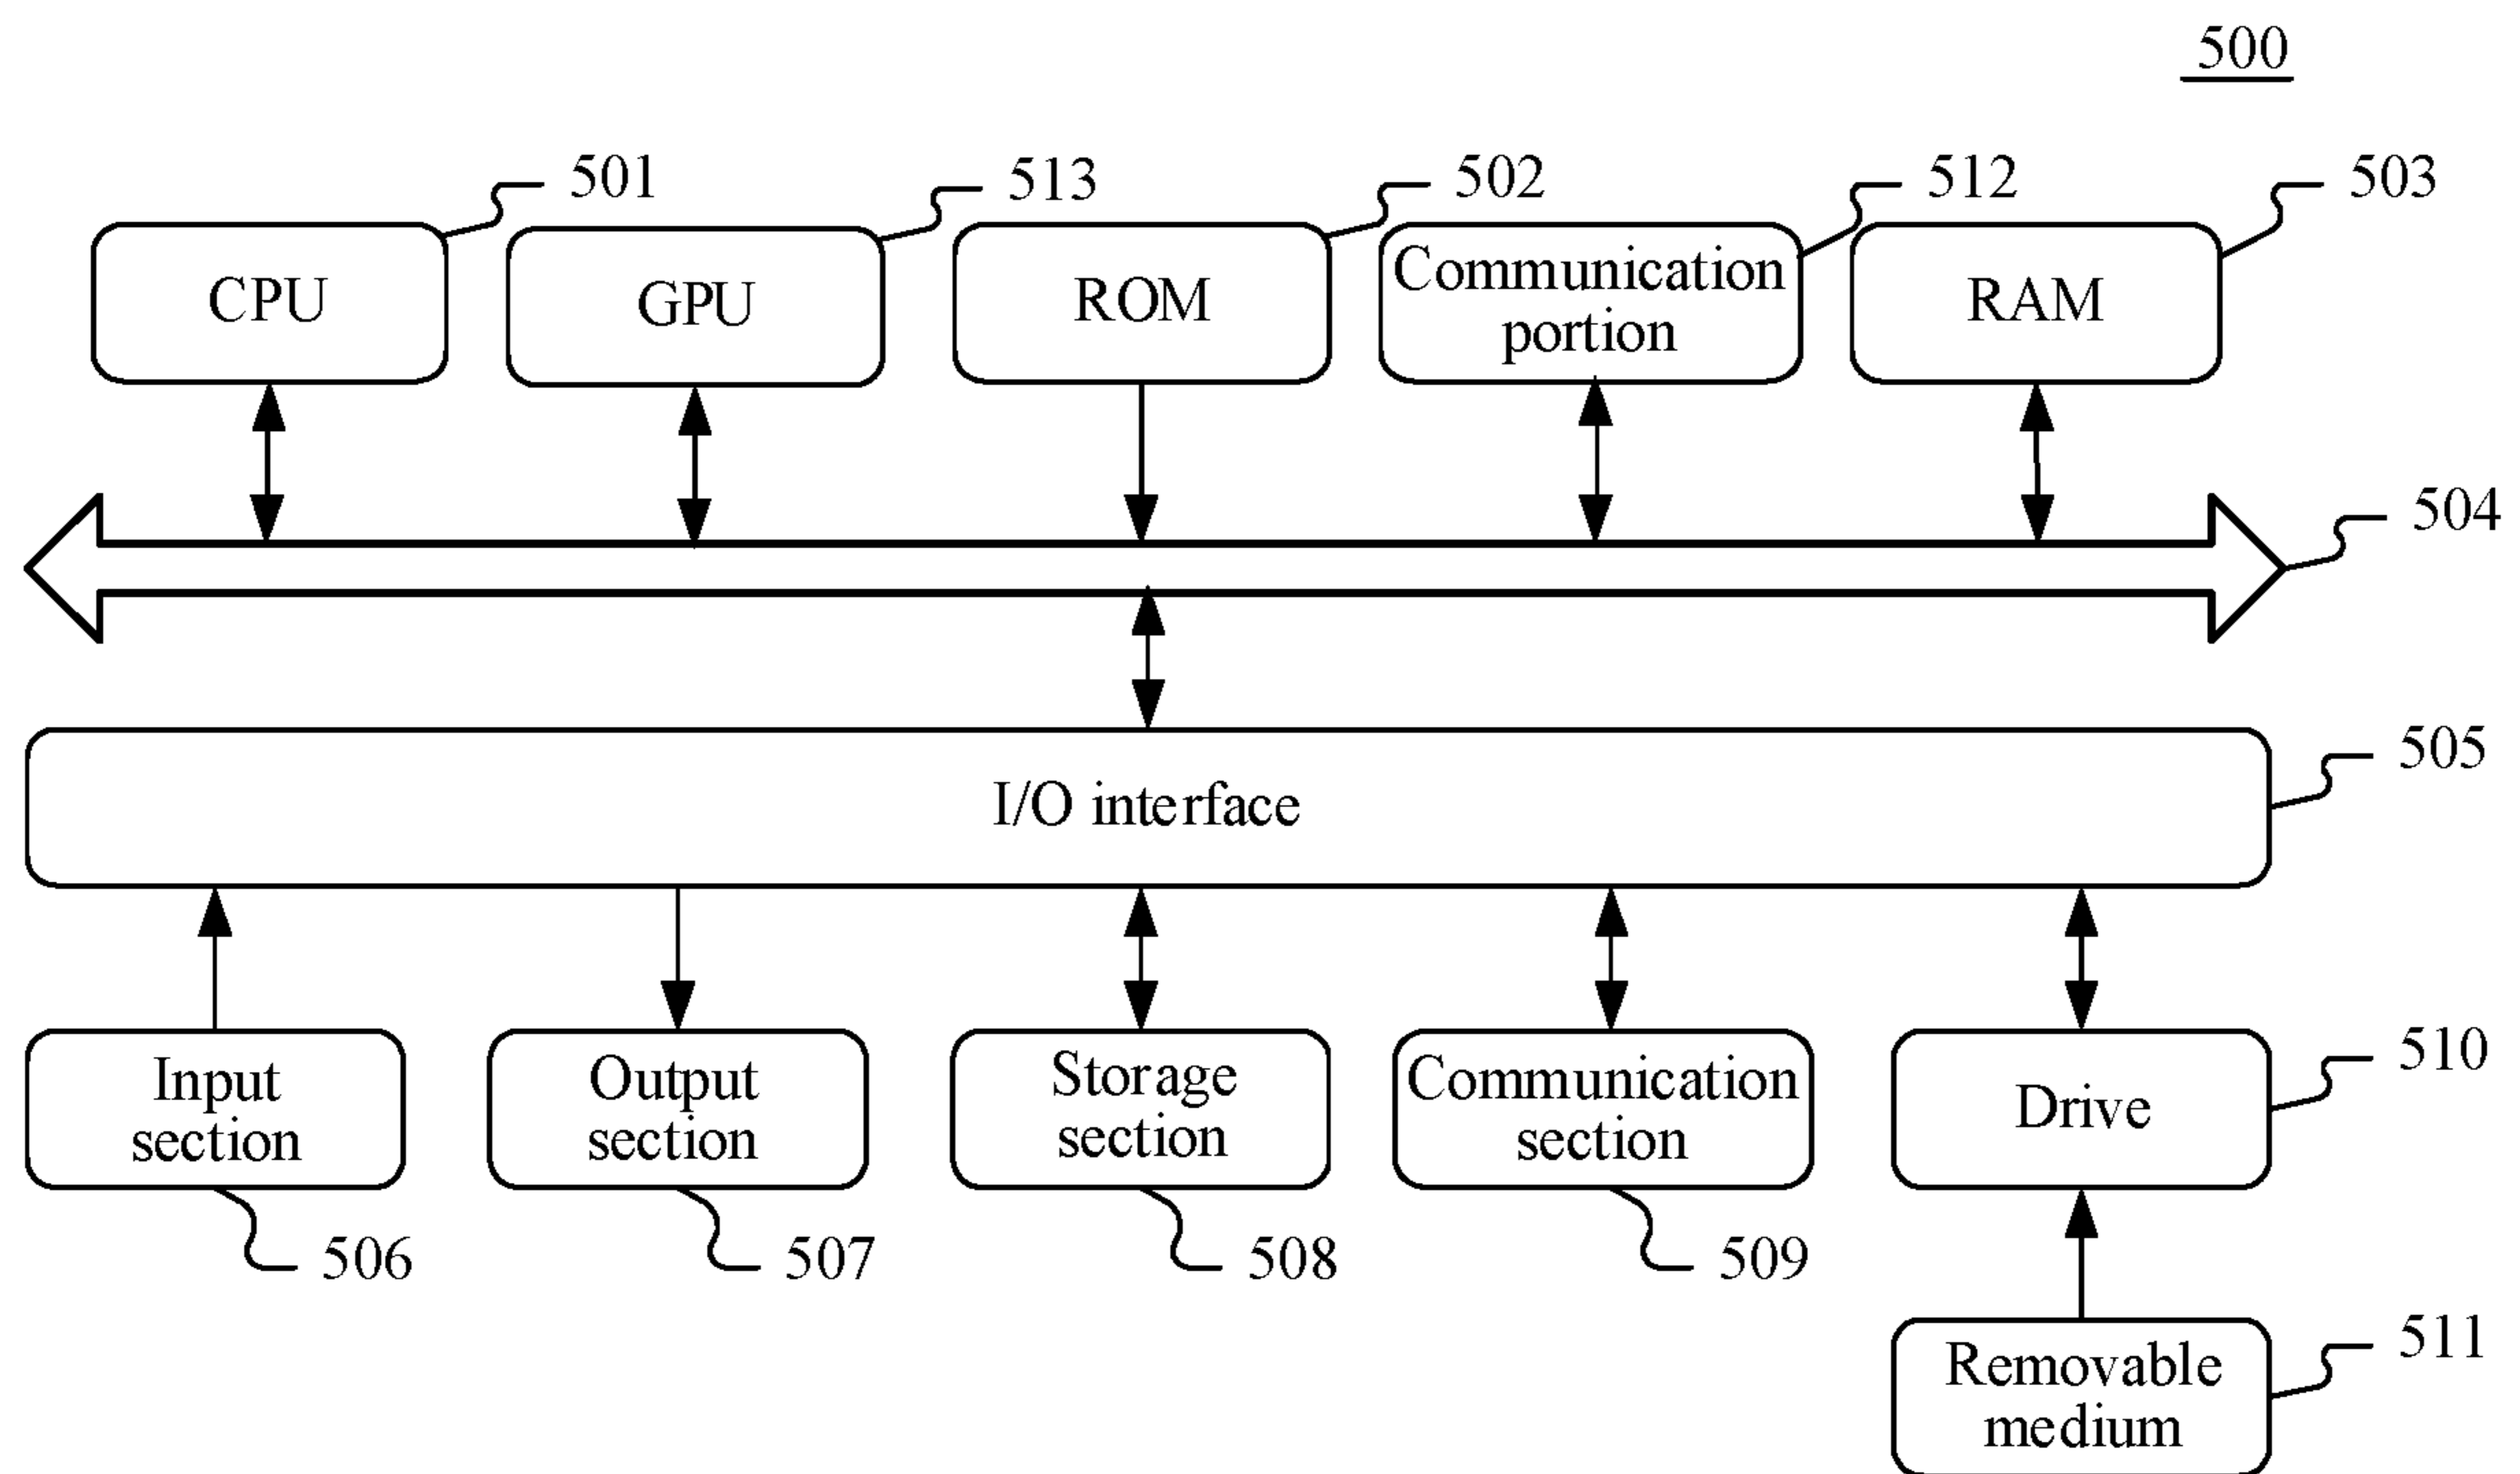 500
501
513
502
512
503
CPU
GPU
ROM
Communication
portion
RAM
504
505
I/O interface
510
Input
section
Output
section
Storage
section
Communication
section
Drive
506
507
508
509
511
Removable
medium